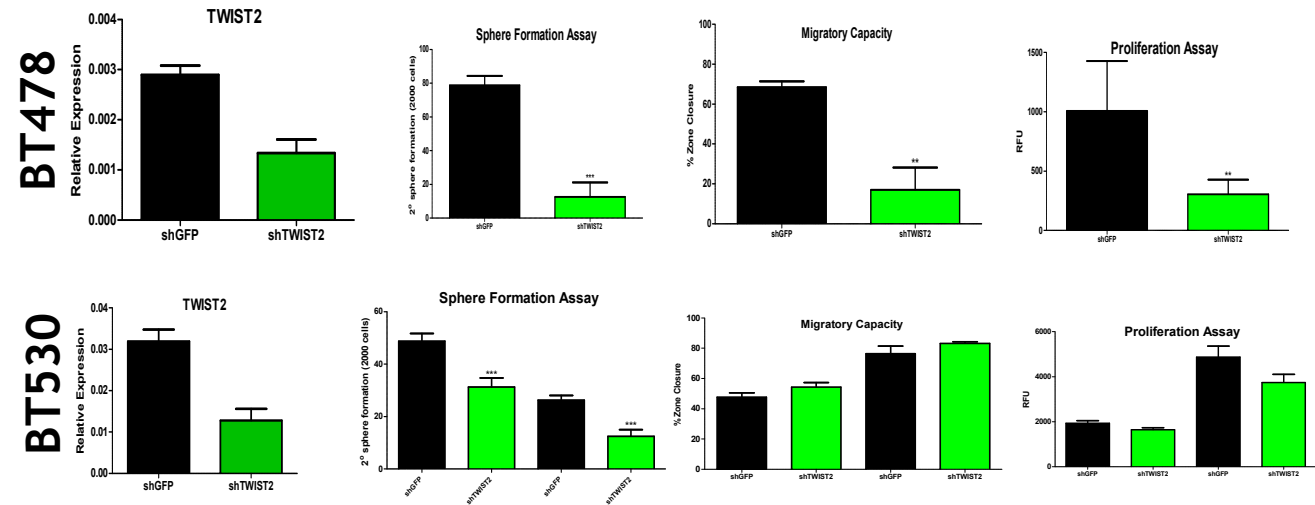 BT478
TWIST2
Relative Expression
0.004
0.003
0.002
0.001
0.000
shGFP
shTWIST2
Sphere Formation Assay
2° sphere formation (2000 cells)
100
80
60
40
20
0
***
shGFP
shTWIST2
Migratory Capacity
% Zone Closure
100
80
60
40
20
0
**
shGFP
shTWIST2
Proliferation Assay
RFU
1500
1000
500
0
**
shGFP
shTWIST2
BT530
TWIST2
Relative Expression
0.04
0.03
0.02
0.01
0.00
shGFP
shTWIST2
Sphere Formation Assay
2° sphere formation (2000 cells)
60
40
20
0
***
***
shGFP
shTWIST2
shGFP
shTWIST2
Migratory Capacity
% Zone Closure
100
80
60
40
20
0
shGFP
shTWIST2
shGFP
shTWIST2
Proliferation Assay
RFU
6000
4000
2000
0
shGFP
shTWIST2
shGFP
shTWIST2